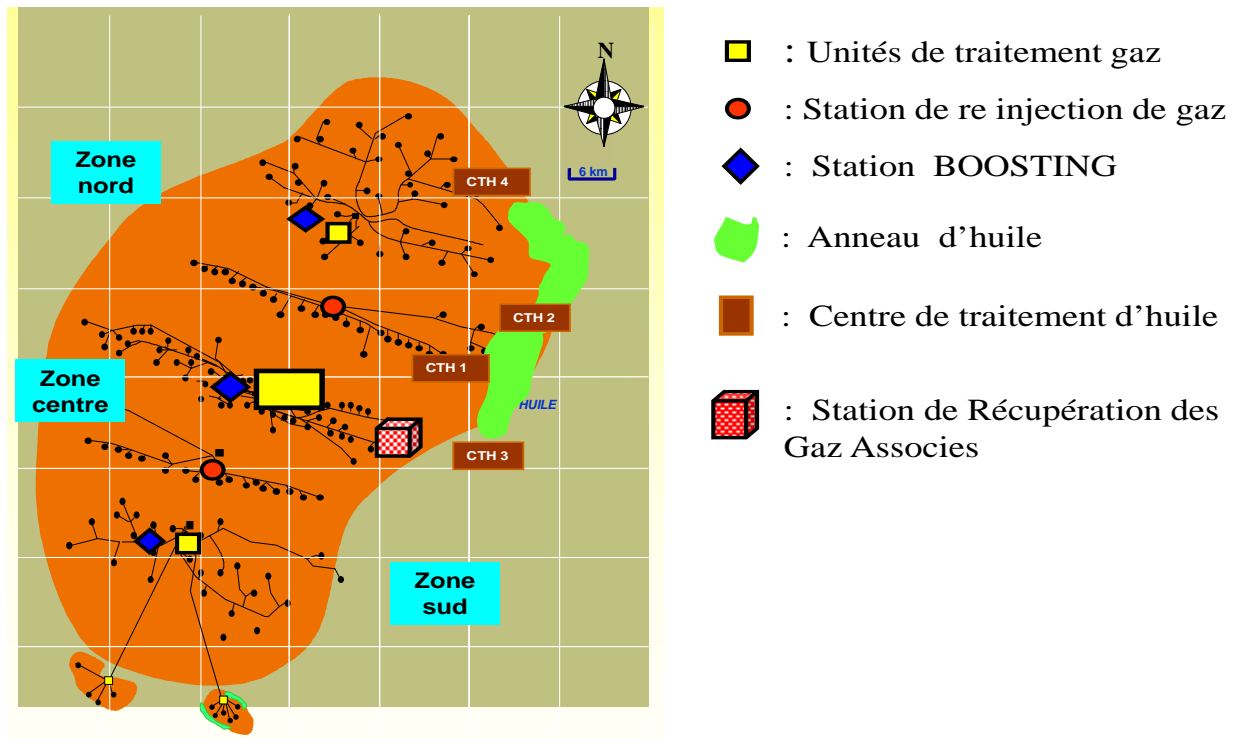 N
Zone
nord
6 km
CTH 4
CTH 2
CTH 1
Zone
centre
HUILE
CTH 3
Zone
sud
: Unités de traitement gaz
: Station de re injection de gaz
: Station BOOSTING
: Anneau d’huile
: Centre de traitement d’huile
: Station de Récupération des
Gaz Associes